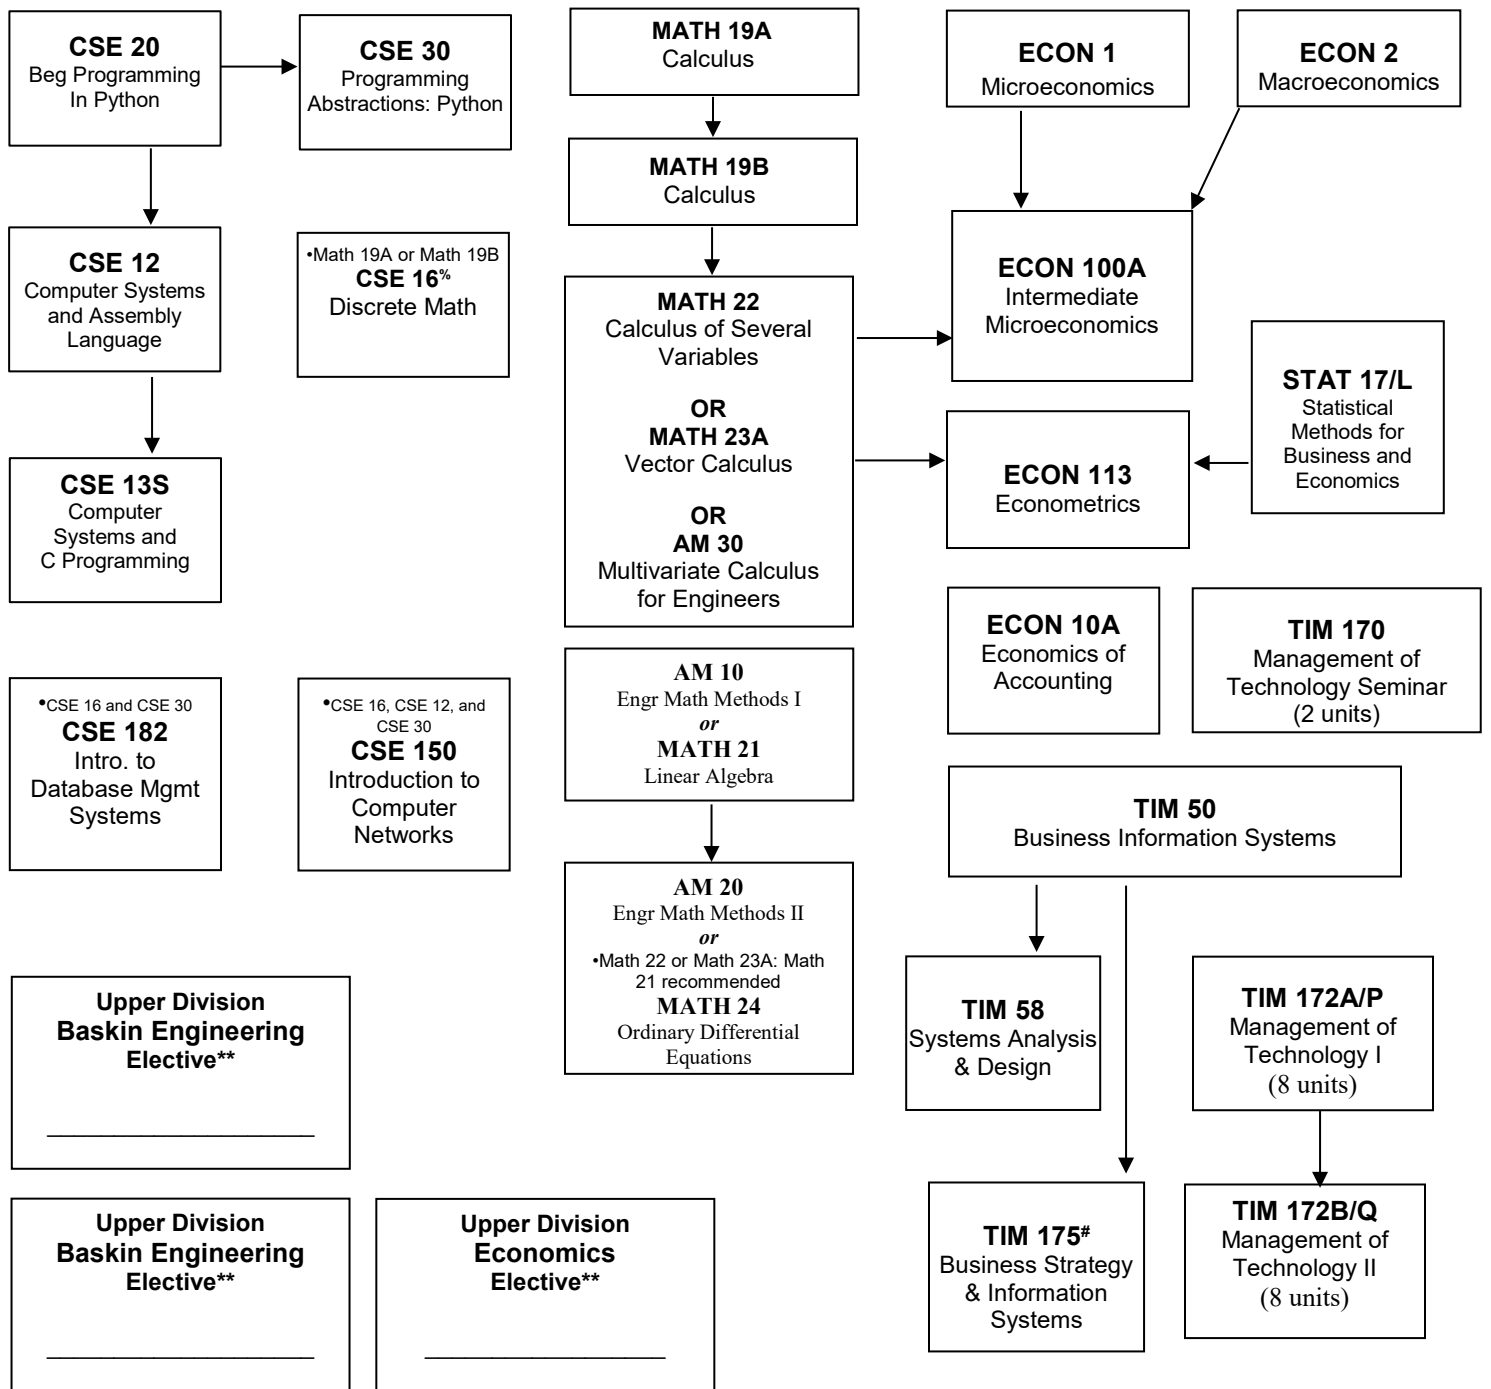 CSE 20
Beg Programming
In Python
CSE 30
Programming
Abstractions: Python
MATH 19A
Calculus
ECON 1
Microeconomics
ECON 2
Macroeconomics
MATH 19B
Calculus
CSE 12
Computer Systems
and Assembly
Language
•Math 19A or Math 19B
CSE 16%
Discrete Math
MATH 22
Calculus of Several
Variables
OR
MATH 23A
Vector Calculus
OR
AM 30
Multivariate Calculus
for Engineers
ECON 100A
Intermediate
Microeconomics
STAT 17/L
Statistical
Methods for
Business and
Economics
ECON 113
Econometrics
CSE 13S
Computer
Systems and
C Programming
ECON 10A
Economics of
Accounting
TIM 170
Management of
Technology Seminar
(2 units)
•CSE 16 and CSE 30
CSE 182
Intro. to
Database Mgmt
Systems
•CSE 16, CSE 12, and
CSE 30
CSE 150
Introduction to
Computer
Networks
AM 10
Engr Math Methods I
or
MATH 21
Linear Algebra
TIM 50
Business Information Systems
AM 20
Engr Math Methods II
or
•Math 22 or Math 23A: Math
21 recommended
MATH 24
Ordinary Differential
Equations
TIM 58
Systems Analysis
& Design
TIM 172A/P
Management of
Technology I
(8 units)
Upper Division
Baskin Engineering
Elective**
Upper Division
Baskin Engineering
Elective**
Upper Division
Economics
Elective**
TIM 175#
Business Strategy
& Information
Systems
TIM 172B/Q
Management of
Technology II
(8 units)